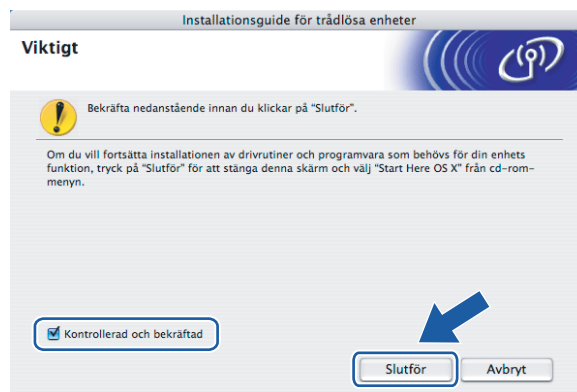 Installationsguide för trådlösa enheter
Viktigt
Bekräfta nedanstående innan du klickar på "Slutför".
Om du vill fortsätta installationen av drivrutiner och programvara som behövs för din enhets
funktion, tryck på "Slutför" för att stänga denna skärm och välj "Start Here OS X" från cd-rom-
menyn.
Kontrollerad och bekräftad
Slutför
Avbryt